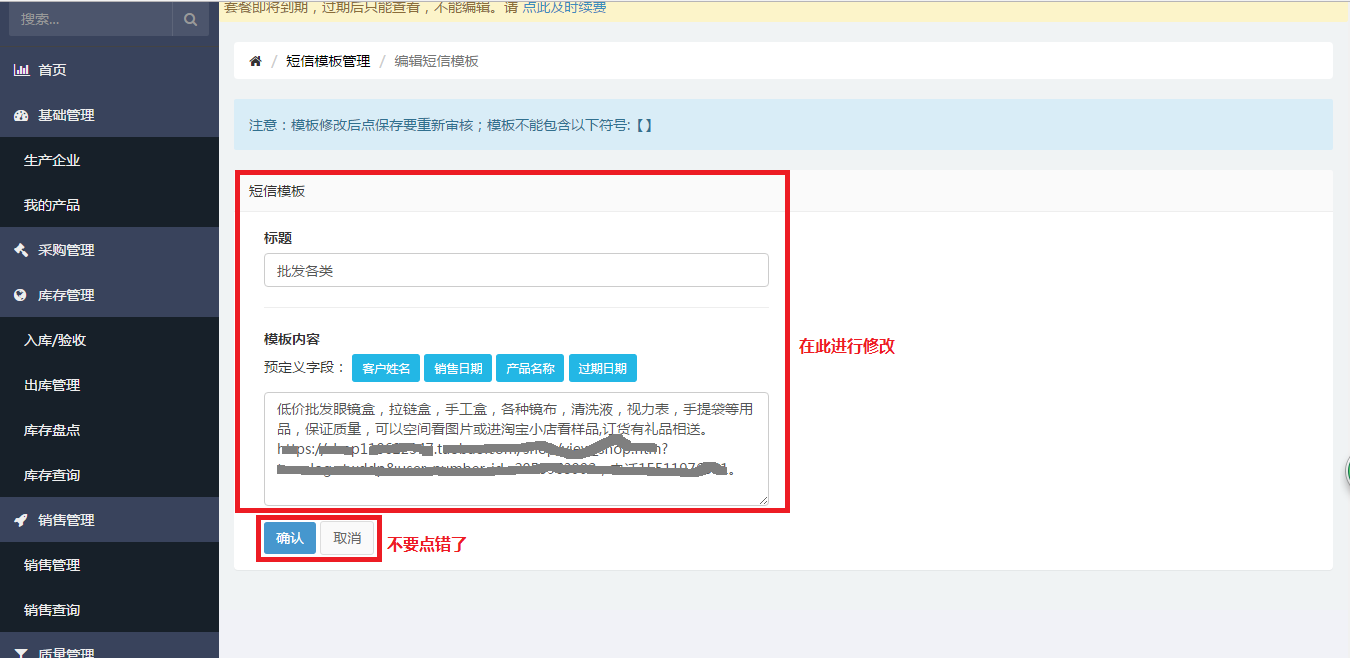 套餐即将到期，过期后只能查看，不能编辑。请 点此及时续费
搜索...
首页
基础管理
生产企业
我的产品
采购管理
库存管理
入库/验收
出库管理
库存盘点
库存查询
销售管理
销售管理
销售查询
质量管理
/ 短信模板管理 / 编辑短信模板
注意：模板修改后点保存要重新审核；模板不能包含以下符号:【】
短信模板
标题
批发各类
模板内容
预定义字段： 客户姓名 销售日期 产品名称 过期日期
低价批发眼镜盒，拉链盒，手工盒，各种镜布，清洗液，视力表，手提袋等用
品，保证质量，可以空间看图片或进淘宝小店看样品,订货有礼品相送。
https://
在此进行修改
确认 取消
不要点错了